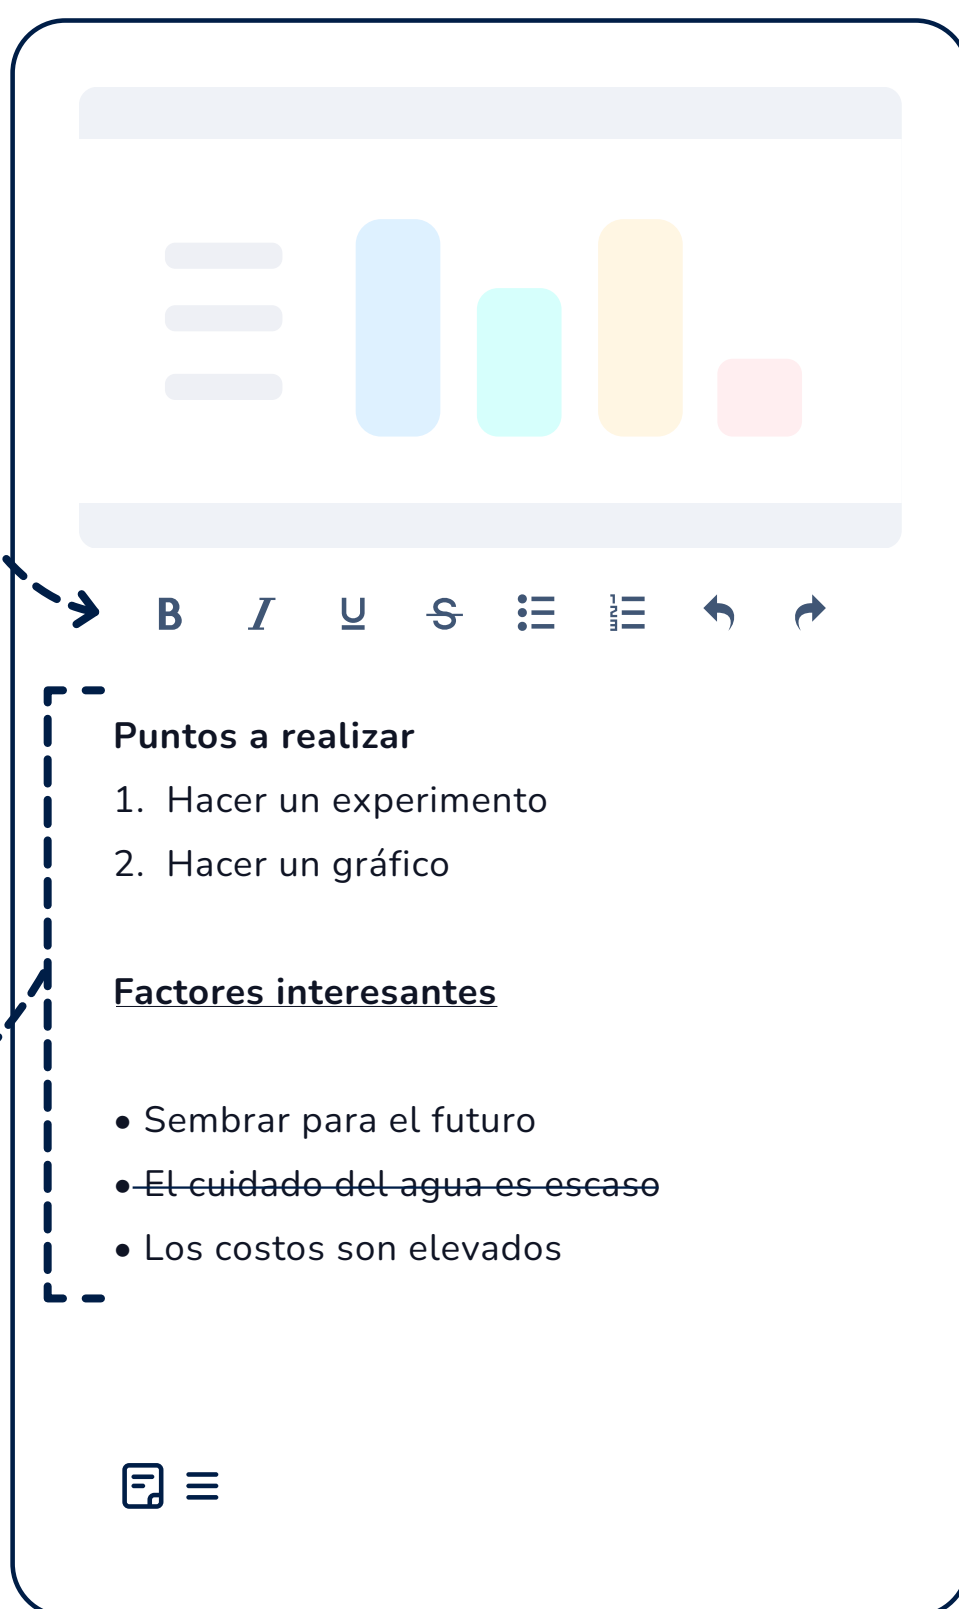 B I U S
Puntos a realizar
1. Hacer un experimento
2. Hacer un gráfico
Factores interesantes
• Sembrar para el futuro
• El cuidado del agua es escaso
• Los costos son elevados